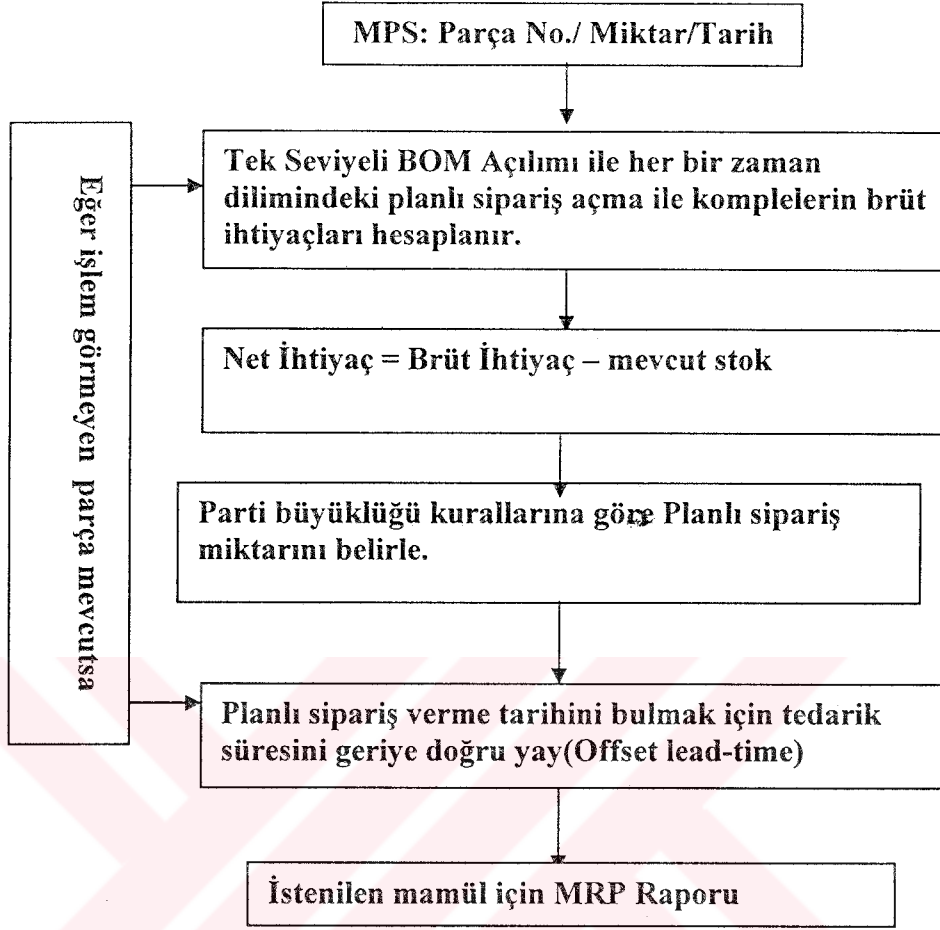 MPS: Parça No./ Miktar/Tarih
Eğer işlem görmeyen parça mevcutsa
Tek Seviyeli BOM Açılımı ile her bir zaman
dilimindeki planlı sipariş açma ile komplelerin brüt
ihtiyaçları hesaplanır.
Net İhtiyaç = Brüt İhtiyaç – mevcut stok
Parti büyüklüğü kurallarına göre Planlı sipariş
miktarını belirle.
Planlı sipariş verme tarihini bulmak için tedarik
süresini geriye doğru yay(Offset lead-time)
İstenilen mamül için MRP Raporu